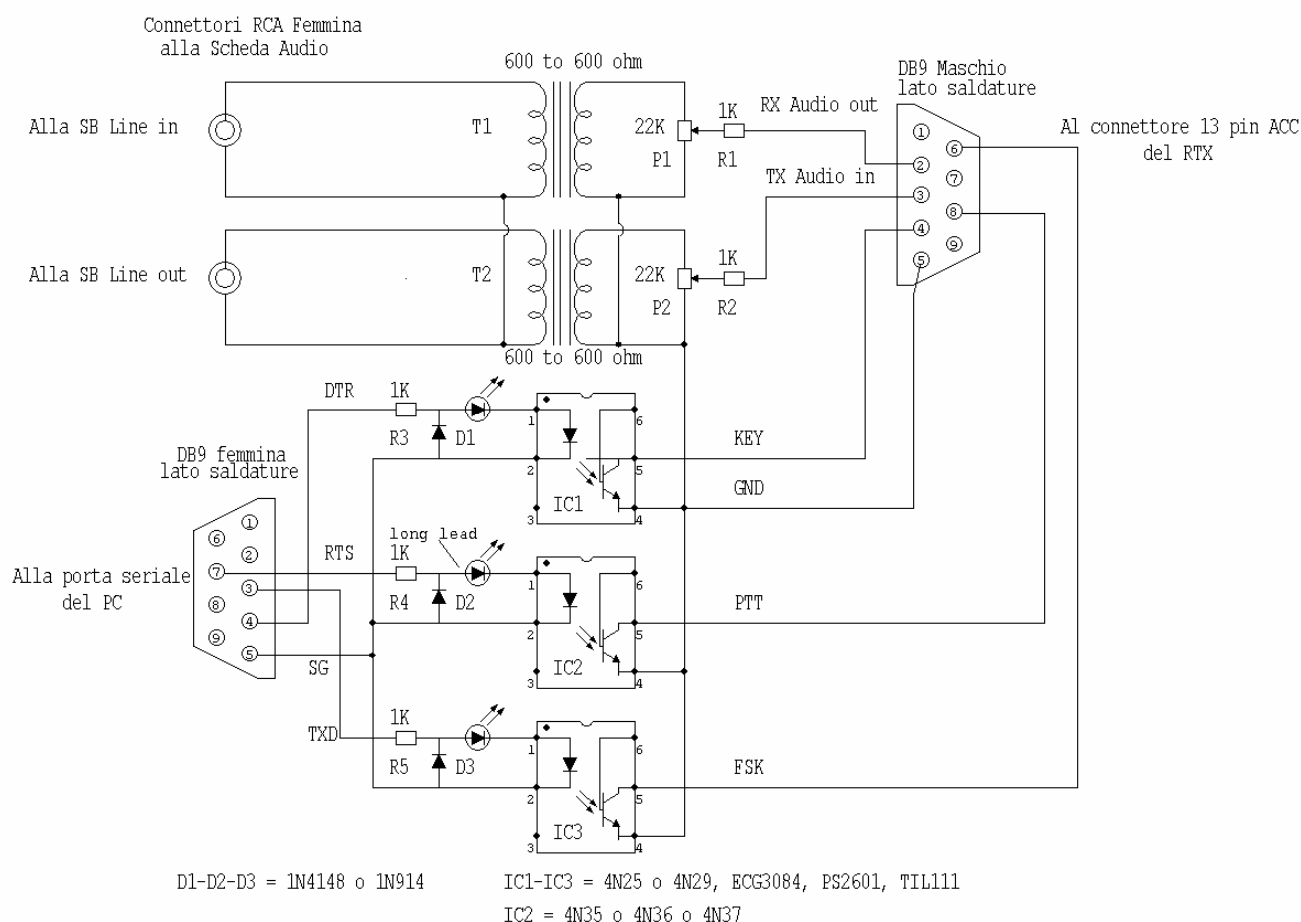 Connettori RCA Femmina
alla Scheda Audio
600 to 600 ohm
DB9 Maschio
lato saldature
Alla SB Line in
T1
22K
P1
1K
R1
RX Audio out
TX Audio in
1
2
3
4
5
6
7
8
9
Al connettore 13 pin ACC
del RTX
Alla SB Line out
T2
22K
P2
1K
R2
600 to 600 ohm
DTR
1K
R3
D1
1
2
3
6
5
4
IC1
KEY
GND
DB9 femmina
lato saldature
1
2
3
4
5
6
7
8
9
Alla porta seriale
del PC
RTS
long lead
1K
R4
D2
1
2
3
6
5
4
IC2
PTT
SG
TXD
1K
R5
D3
1
2
3
6
5
4
IC3
FSK
D1-D2-D3 = 1N4148 o 1N914
IC1-IC3 = 4N25 o 4N29, ECG3084, PS2601, TIL111
IC2 = 4N35 o 4N36 o 4N37